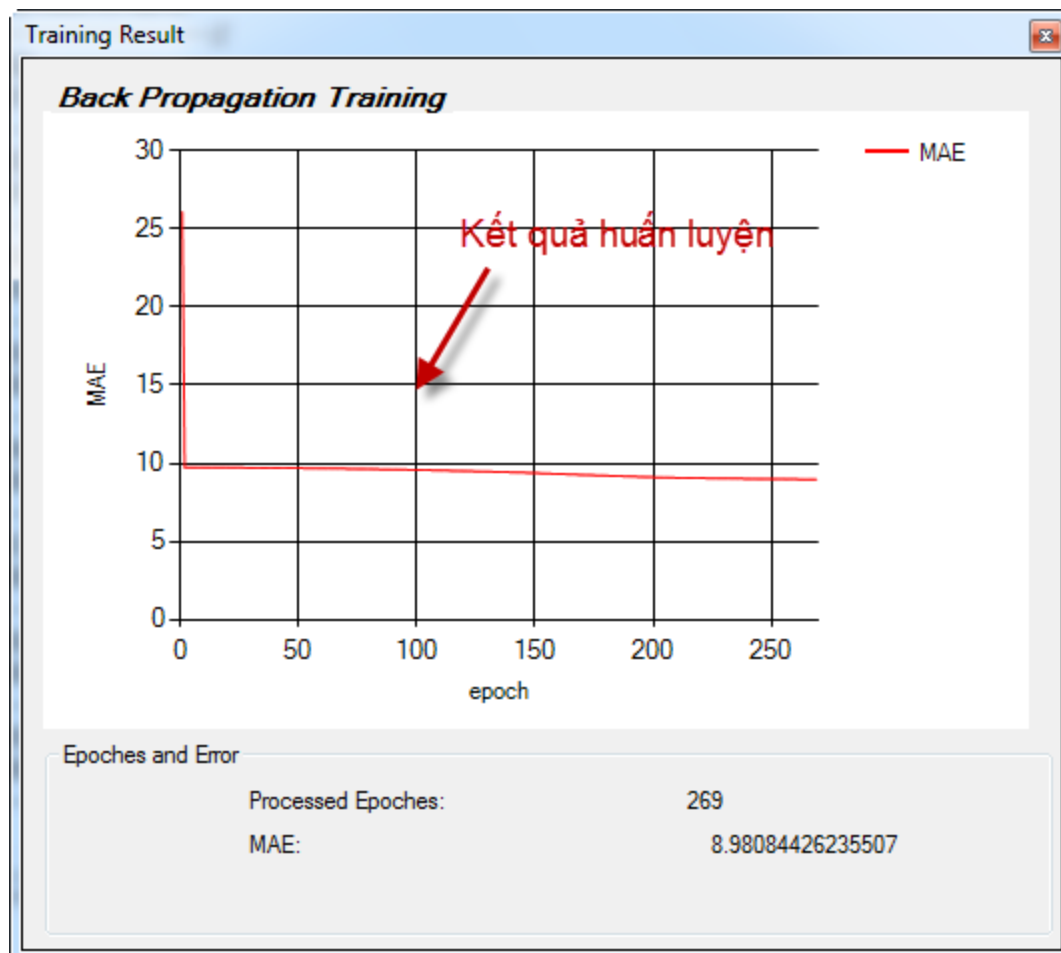 Training Result
Back Propagation Training
30
25
20
15
10
5
0
MAE
MAE
Kết quả huấn luyện
0 50 100 150 200 250
epoch
Epoches and Error
Processed Epoches: 269
MAE: 8.98084426235507